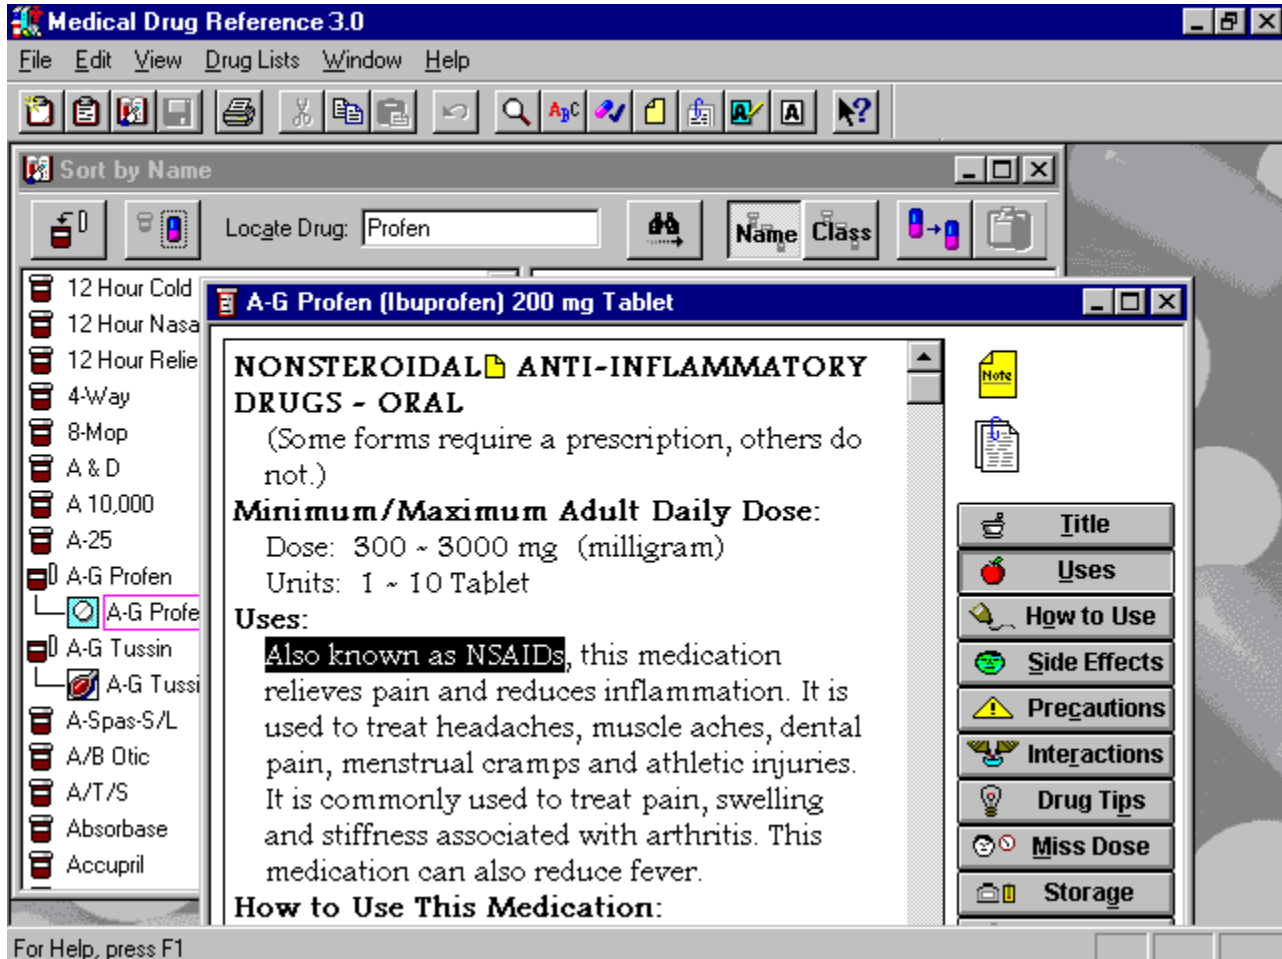 Medical Drug Reference 3.0
File Edit View Drug Lists Window Help
ABC A A ?
Sort by Name
Locate Drug: Profen Name Class
12 Hour Cold
12 Hour Nasa
12 Hour Relie
4-Way
8-Mop
A & D
A 10,000
A-25
A-G Profen
A-G Profe
A-G Tussin
A-G Tussi
A-Spas-S/L
A/B Otic
A/T/S
Absorbase
Accupril
A-G Profen (Ibuprofen) 200 mg Tablet
NONSTEROIDAL ANTI-INFLAMMATORY
DRUGS - ORAL
(Some forms require a prescription, others do
not.)
Minimum/Maximum Adult Daily Dose:
Dose: 300 ~ 3000 mg (milligram)
Units: 1 ~ 10 Tablet
Uses:
Also known as NSAIDs, this medication
relieves pain and reduces inflammation. It is
used to treat headaches, muscle aches, dental
pain, menstrual cramps and athletic injuries.
It is commonly used to treat pain, swelling
and stiffness associated with arthritis. This
medication can also reduce fever.
How to Use This Medication:
Note
Title
Uses
How to Use
Side Effects
Precautions
Interactions
Drug Tips
Miss Dose
Storage
For Help, press F1